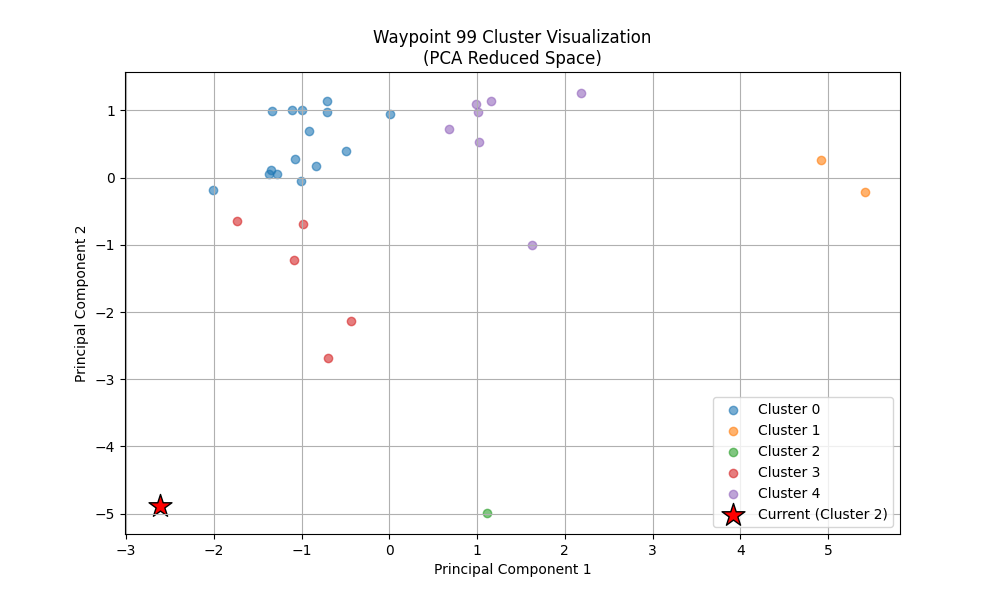 Waypoint 99 Cluster Visualization
(PCA Reduced Space)
1
0
−1
−2
−3
−4
−5
Principal Component 2
Cluster 0
Cluster 1
Cluster 2
Cluster 3
Cluster 4
Current (Cluster 2)
−3 −2 −1 0 1 2 3 4 5
Principal Component 1